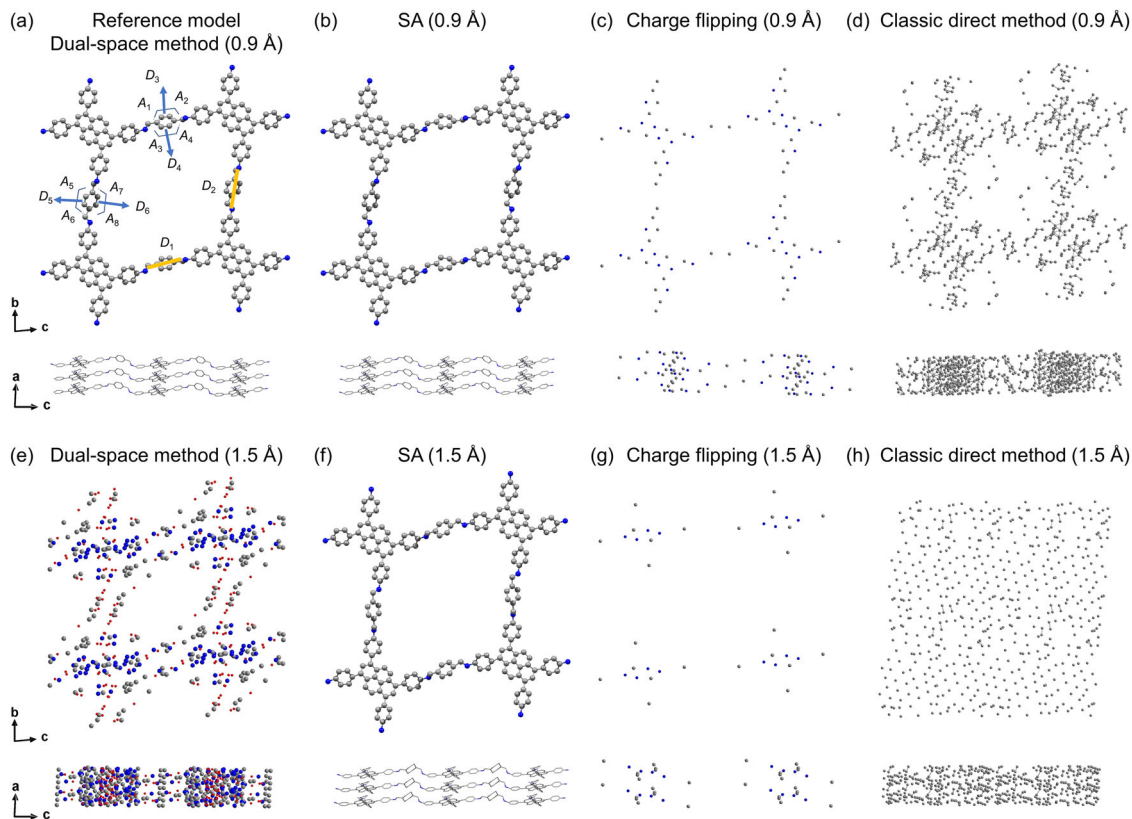 (a) Reference model
Dual-space method (0.9 Å)
(b) SA (0.9 Å)
(c) Charge flipping (0.9 Å)
(d) Classic direct method (0.9 Å)
D3
A1 A2
A3 A4
D4
D2
A5 A7
D5 D6
A6 A8
D1
b
c
a
c
(e) Dual-space method (1.5 Å)
(f) SA (1.5 Å)
(g) Charge flipping (1.5 Å)
(h) Classic direct method (1.5 Å)
b
c
a
c